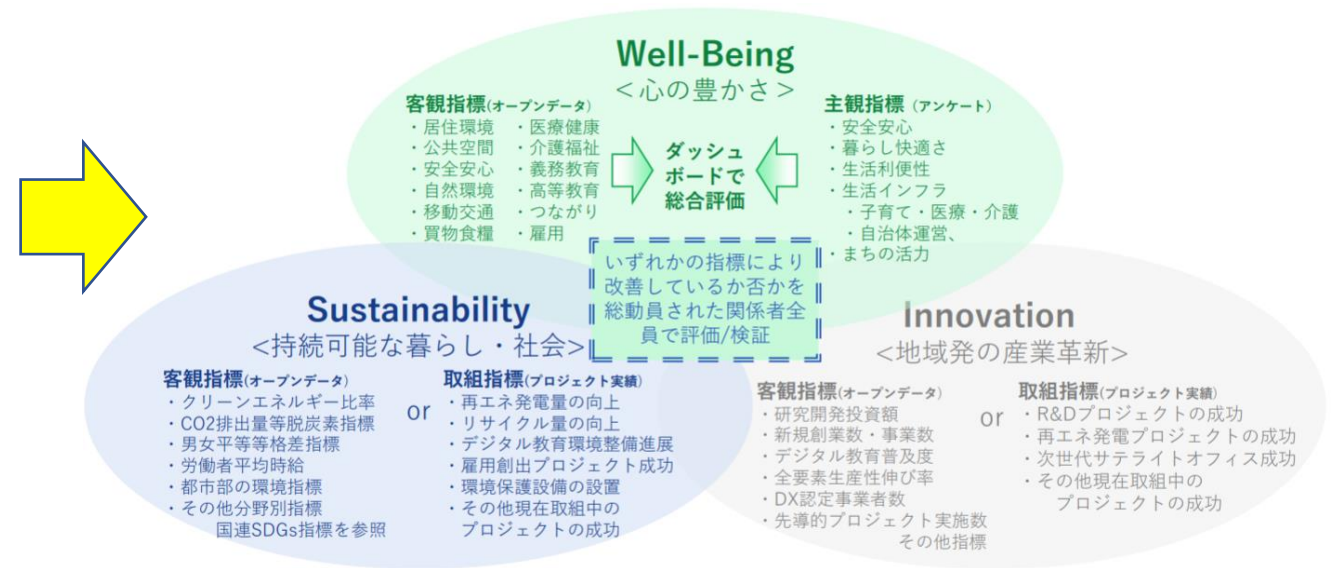 Well-Being
<心の豊かさ>
客観指標(オープンデータ)
・居住環境 ・医療健康
・公共空間 ・介護福祉
・安全安心 ・義務教育
・自然環境 ・高等教育
・移動交通 ・つながり
・買物食糧 ・雇用
ダッシュ
ボードで
総合評価
主観指標 (アンケート)
・安全安心
・暮らし快適さ
・生活利便性
・生活インフラ
・子育て・医療・介護
・自治体運営、
・まちの活力
いずれかの指標により
改善しているか否かを
総動員された関係者全
員で評価/検証
Sustainability
<持続可能な暮らし・社会>
客観指標(オープンデータ)
・クリーンエネルギー比率
・CO2排出量等脱炭素指標
・男女平等等格差指標
・労働者平均時給
・都市部の環境指標
・その他分野別指標
国連SDGs指標を参照
or
取組指標(プロジェクト実績)
・再エネ発電量の向上
・リサイクル量の向上
・デジタル教育環境整備進展
・雇用創出プロジェクト成功
・環境保護設備の設置
・その他現在取組中の
プロジェクトの成功
Innovation
<地域発の産業革新>
客観指標(オープンデータ)
・研究開発投資額
・新規創業数・事業数
・デジタル教育普及度
・全要素生産性伸び率
・DX認定事業者数
・先導的プロジェクト実施数
その他指標
or
取組指標(プロジェクト実績)
・R&Dプロジェクトの成功
・再エネ発電プロジェクトの成功
・次世代サテライトオフィス成功
・その他現在取組中の
プロジェクトの成功